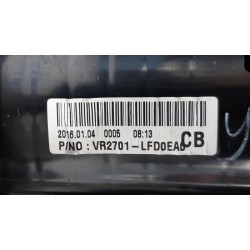 2016.01.04 0005 08:13
P/NO : VR2701-LFD0EA0 CB